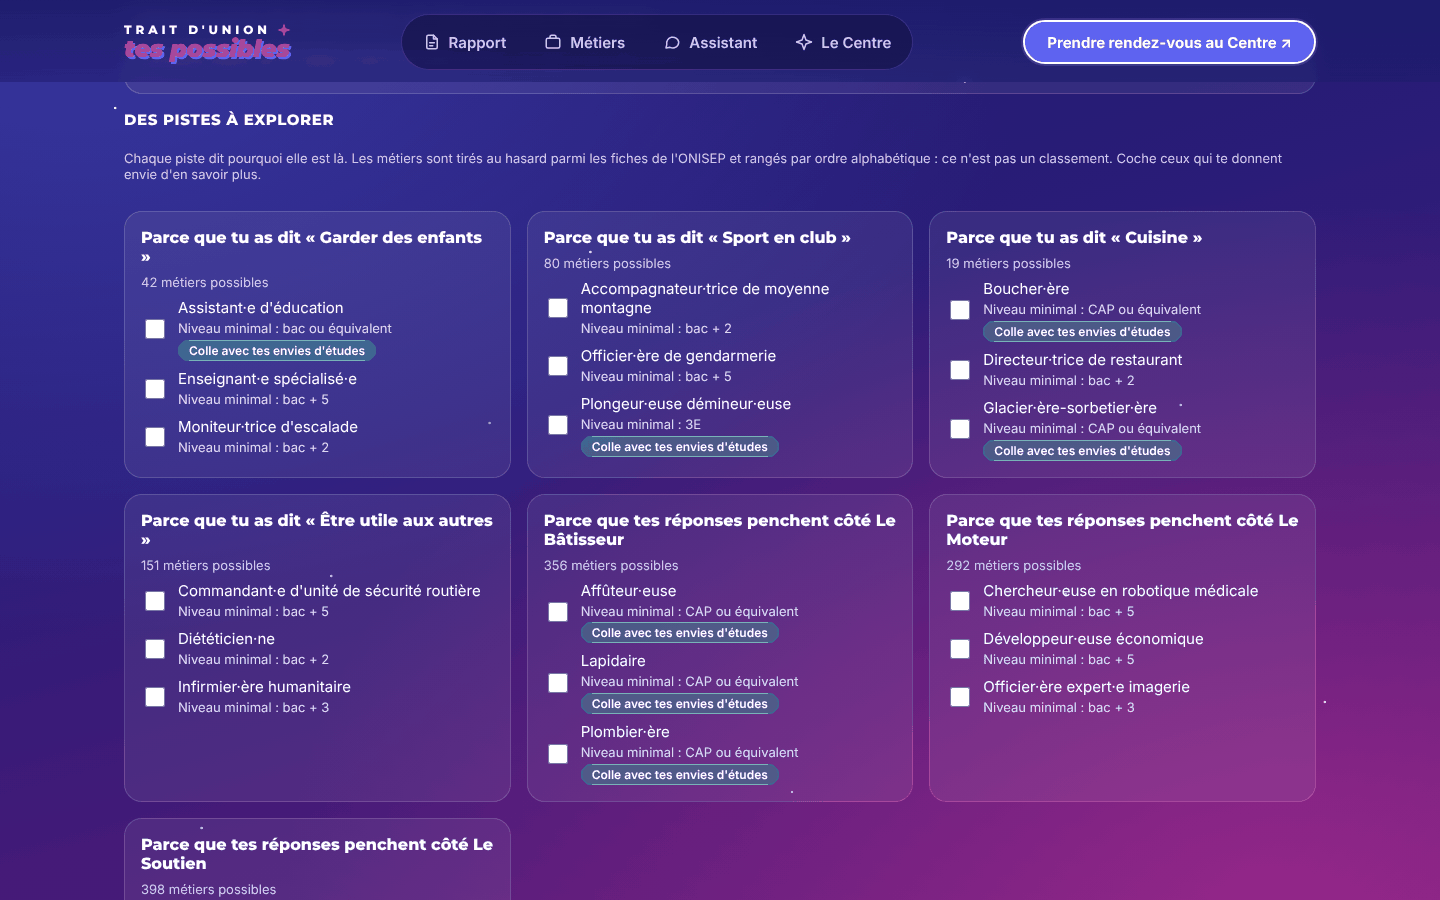 TRAIT D'UNION
tes possibles
Rapport
Métiers
Assistant
Le Centre
Prendre rendez-vous au Centre ↗
DES PISTES À EXPLORER
Chaque piste dit pourquoi elle est là. Les métiers sont tirés au hasard parmi les fiches de l'ONISEP et rangés par ordre alphabétique : ce n'est pas un classement. Coche ceux qui te donnent
envie d'en savoir plus.
Parce que tu as dit « Garder des enfants
»
42 métiers possibles
Assistant·e d'éducation
Niveau minimal : bac ou équivalent
Colle avec tes envies d'études
Enseignant·e spécialisé·e
Niveau minimal : bac + 5
Moniteur·trice d'escalade
Niveau minimal : bac + 2
Parce que tu as dit « Sport en club »
80 métiers possibles
Accompagnateur·trice de moyenne
montagne
Niveau minimal : bac + 2
Officier·ère de gendarmerie
Niveau minimal : bac + 5
Plongeur·euse démineur·euse
Niveau minimal : 3E
Colle avec tes envies d'études
Parce que tu as dit « Cuisine »
19 métiers possibles
Boucher·ère
Niveau minimal : CAP ou équivalent
Colle avec tes envies d'études
Directeur·trice de restaurant
Niveau minimal : bac + 2
Glacier·ère-sorbetier·ère
Niveau minimal : CAP ou équivalent
Colle avec tes envies d'études
Parce que tu as dit « Être utile aux autres
»
151 métiers possibles
Commandant·e d'unité de sécurité routière
Niveau minimal : bac + 5
Diététicien·ne
Niveau minimal : bac + 2
Infirmier·ère humanitaire
Niveau minimal : bac + 3
Parce que tes réponses penchent côté Le
Bâtisseur
356 métiers possibles
Affûteur·euse
Niveau minimal : CAP ou équivalent
Colle avec tes envies d'études
Lapidaire
Niveau minimal : CAP ou équivalent
Colle avec tes envies d'études
Plombier·ère
Niveau minimal : CAP ou équivalent
Colle avec tes envies d'études
Parce que tes réponses penchent côté Le
Moteur
292 métiers possibles
Chercheur·euse en robotique médicale
Niveau minimal : bac + 5
Développeur·euse économique
Niveau minimal : bac + 5
Officier·ère expert·e imagerie
Niveau minimal : bac + 3
Parce que tes réponses penchent côté Le
Soutien
398 métiers possibles